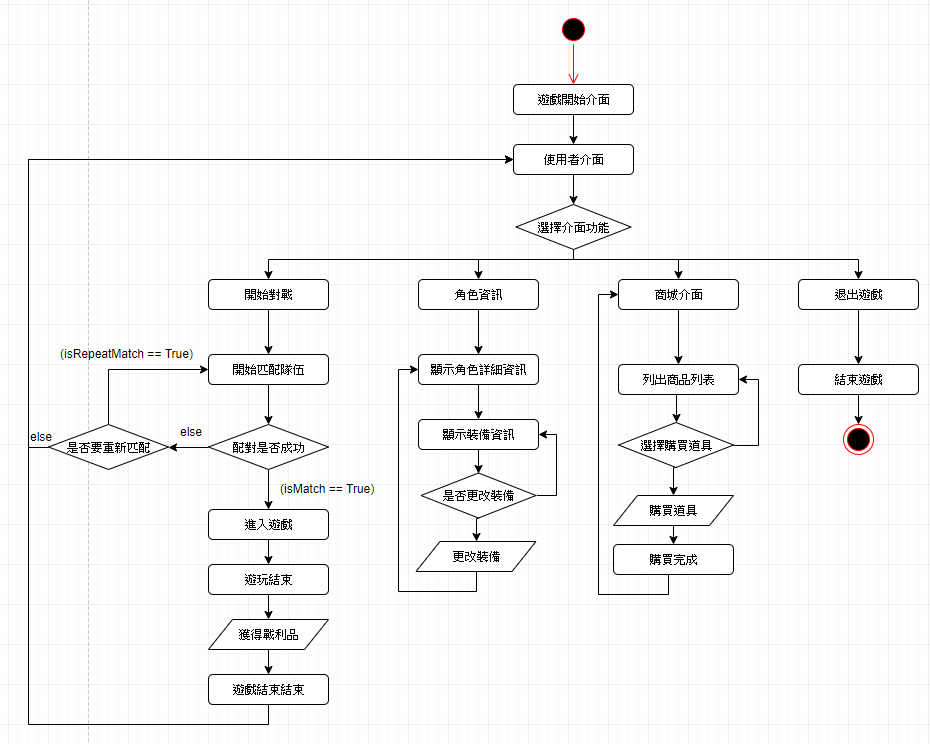 遊戲開始介面
使用者介面
選擇介面功能
開始對戰
角色資訊
商城介面
退出遊戲
(isRepeatMatch == True)
開始匹配隊伍
顯示角色詳細資訊
列出商品列表
結束遊戲
else
是否要重新匹配
else
配對是否成功
顯示裝備資訊
選擇購買道具
(isMatch == True)
是否更改裝備
進入遊戲
購買道具
更改裝備
購買完成
遊玩結束
獲得戰利品
遊戲結束結束